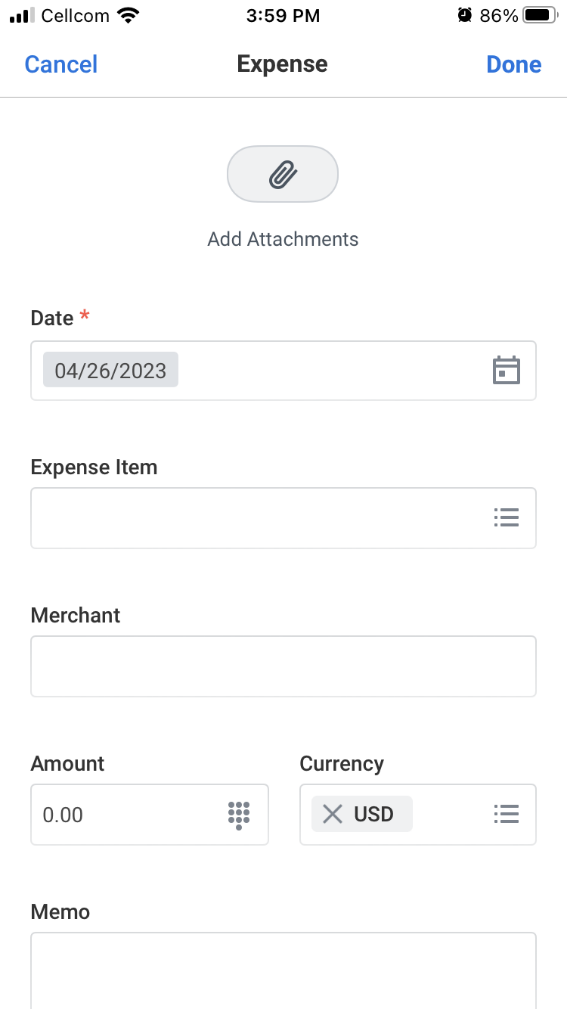 Cellcom 3:59 PM 86%
Cancel Expense Done
Add Attachments
Date *
04/26/2023
Expense Item
Merchant
Amount Currency
0.00 USD
Memo